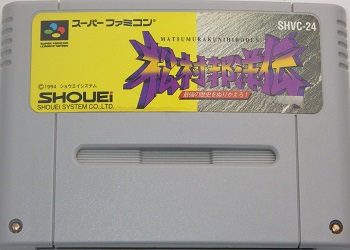 スーパーファミコン
SHVC-24
MATSUMURAKUNIHIRODEN
松村邦洋伝
最強の歴史をぬりかえろ!
©1994 ショウエイシステム
SHOUEi
SHOUEI SYSTEM CO.,LTD.